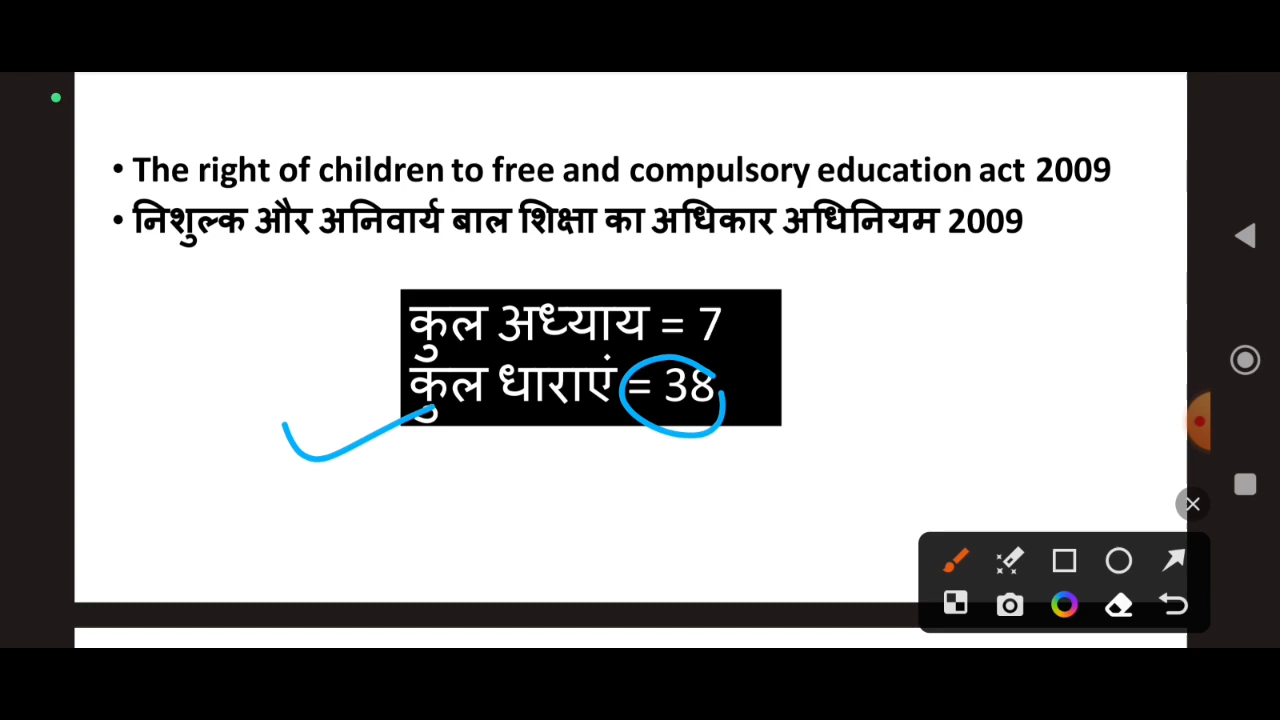 • The right of children to free and compulsory education act 2009
• निशुल्क और अनिवार्य बाल शिक्षा का अधिकार अधिनियम 2009
कुल अध्याय = 7
कुल धाराएं = 38